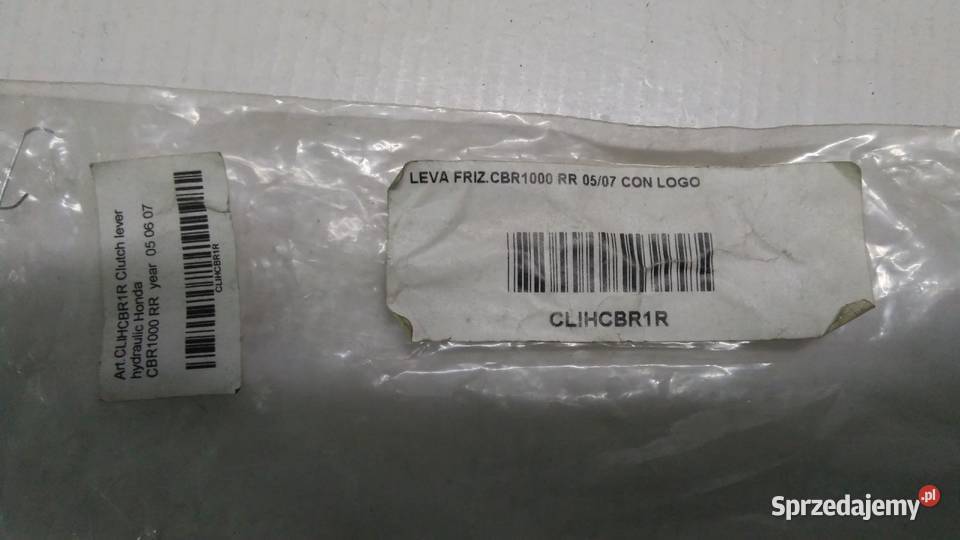 Art.CLIHCBR1R Clutch lever
hydraulic Honda
CBR1000 RR year 05 06 07
CLIHCBR1R
LEVA FRIZ.CBR1000 RR 05/07 CON LOGO
CLIHCBR1R
Sprzedajemy.pl